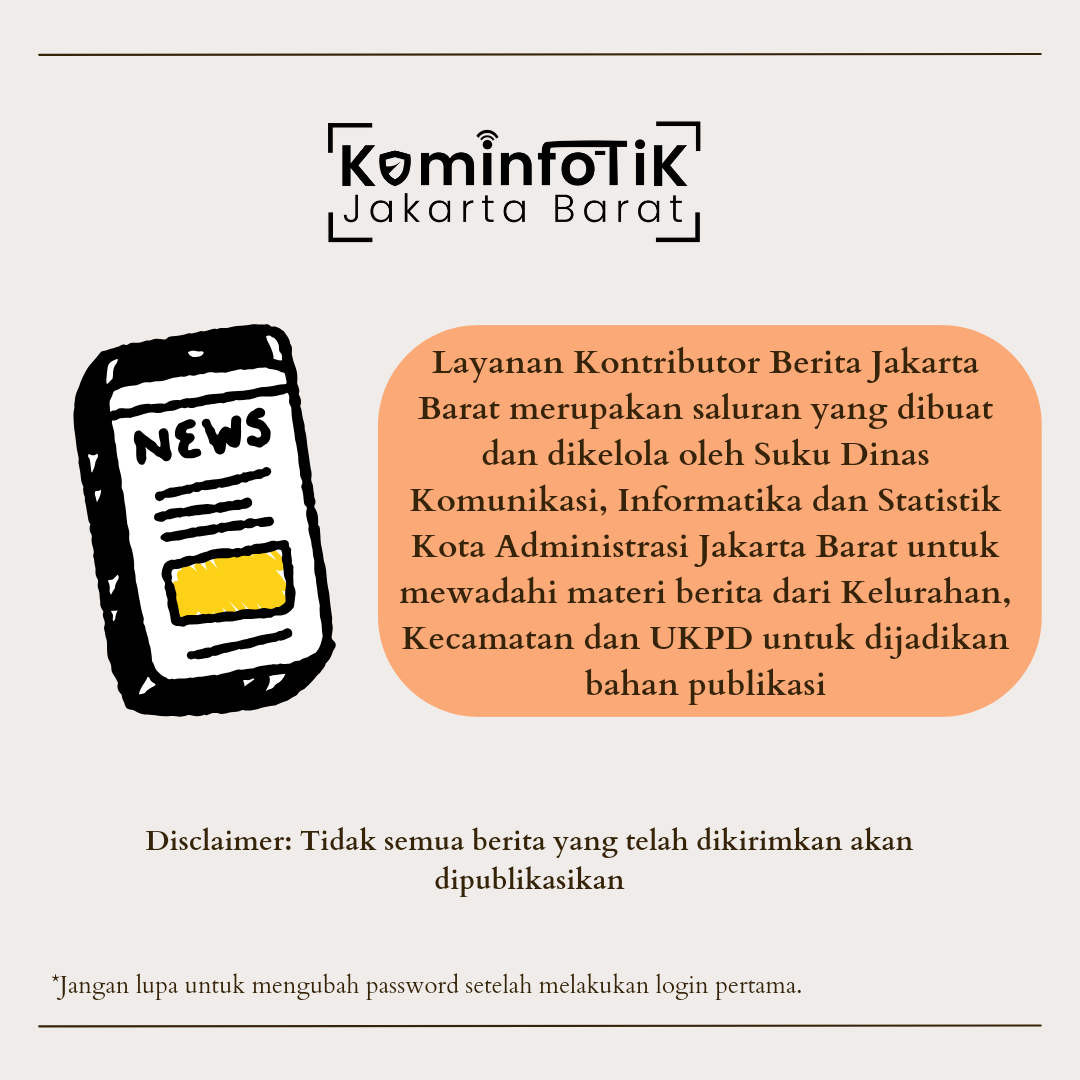 KominfoTiK
Jakarta Barat
NEWS
Layanan Kontributor Berita Jakarta
Barat merupakan saluran yang dibuat
dan dikelola oleh Suku Dinas
Komunikasi, Informatika dan Statistik
Kota Administrasi Jakarta Barat untuk
mewadahi materi berita dari Kelurahan,
Kecamatan dan UKPD untuk dijadikan
bahan publikasi
Disclaimer: Tidak semua berita yang telah dikirimkan akan
dipublikasikan
*Jangan lupa untuk mengubah password setelah melakukan login pertama.